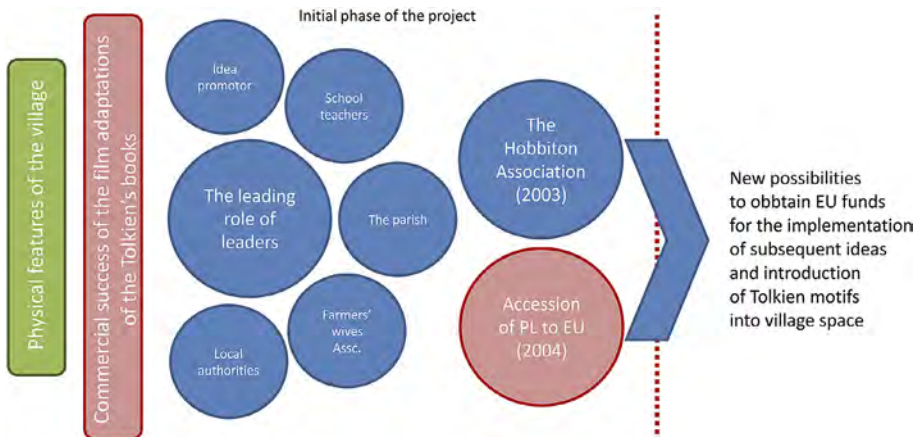 Initial phase of the project
Physical features of the village
Commercial success of the film adaptations
of the Tolkien's books
Idea
promotor
School
teachers
The leading
role of
leaders
The parish
Farmers'
wives
Assc.
Local
authorities
The
Hobbiton
Association
(2003)
Accession
of PL to EU
(2004)
New possibilities
to obbtain EU funds
for the implementation
of subsequent ideas
and introduction
of Tolkien motifs
into village space